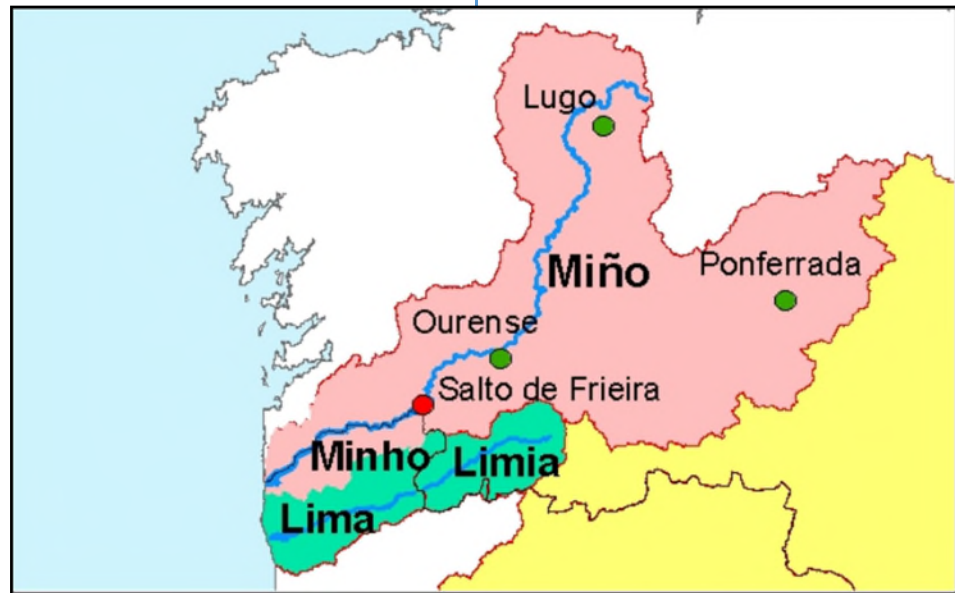 Lugo
Miño
Ponferrada
Ourense
Salto de Frieira
Minho
Limia
Lima